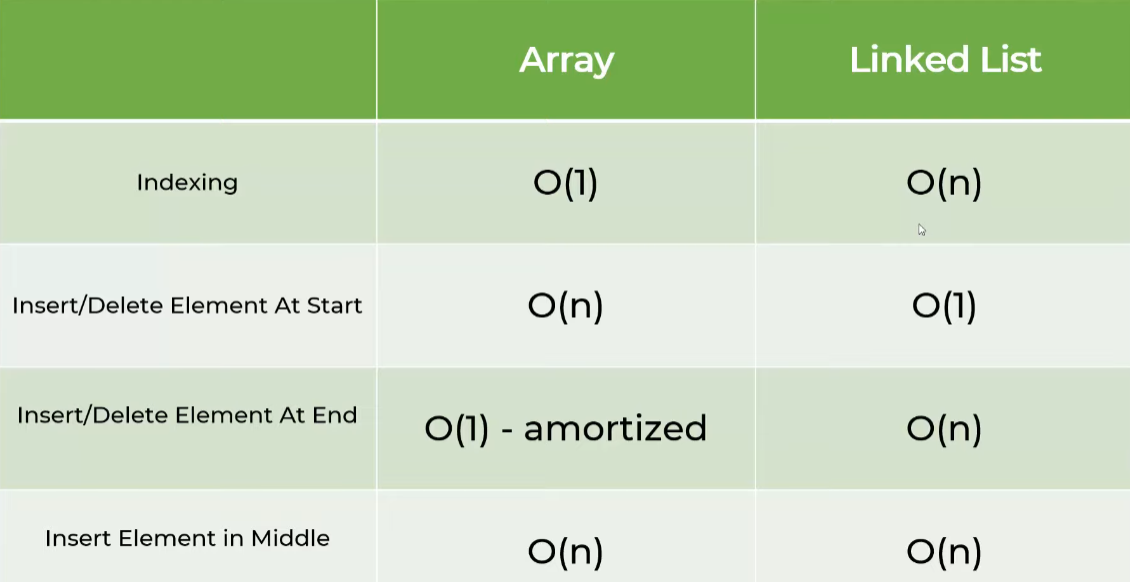 Array Linked List
Indexing O(1) O(n)
Insert/Delete Element At Start O(n) O(1)
Insert/Delete Element At End O(1) - amortized O(n)
Insert Element in Middle O(n) O(n)